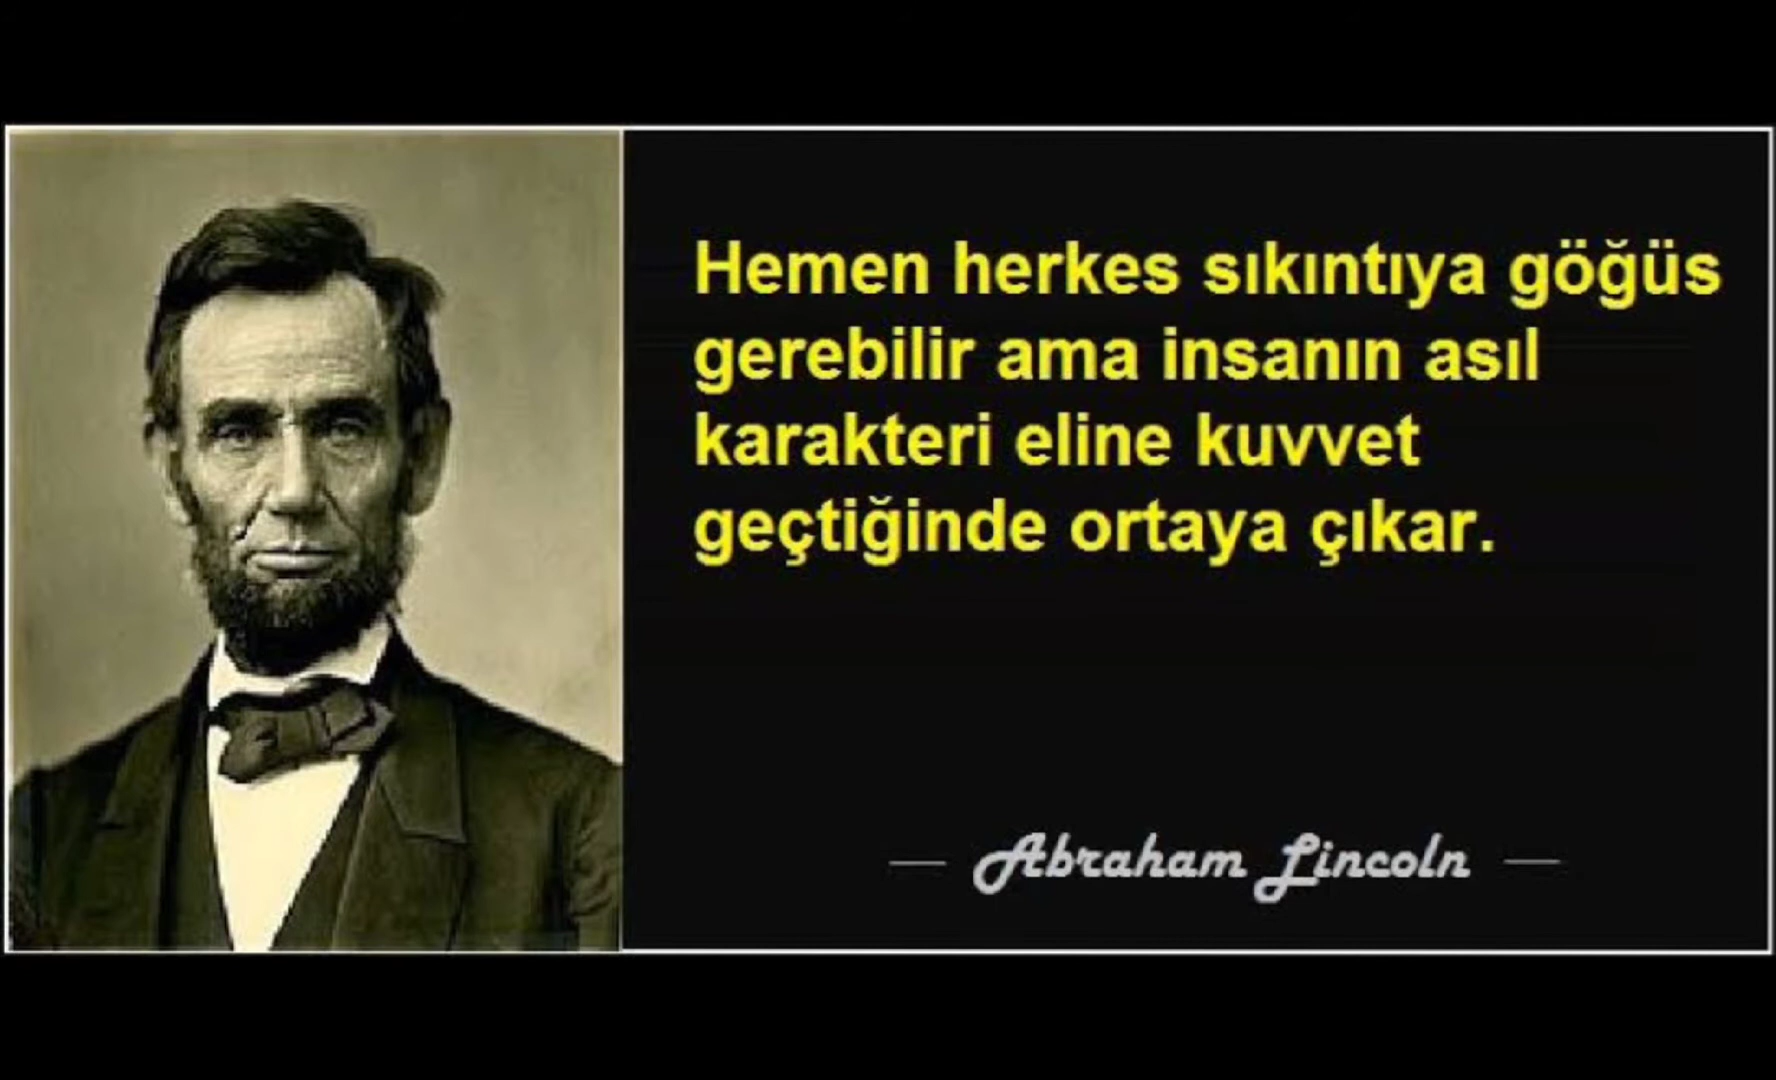 Hemen herkes sıkıntıya göğüs
gerebilir ama insanın asıl
karakteri eline kuvvet
geçtiğinde ortaya çıkar.
— Abraham Lincoln —